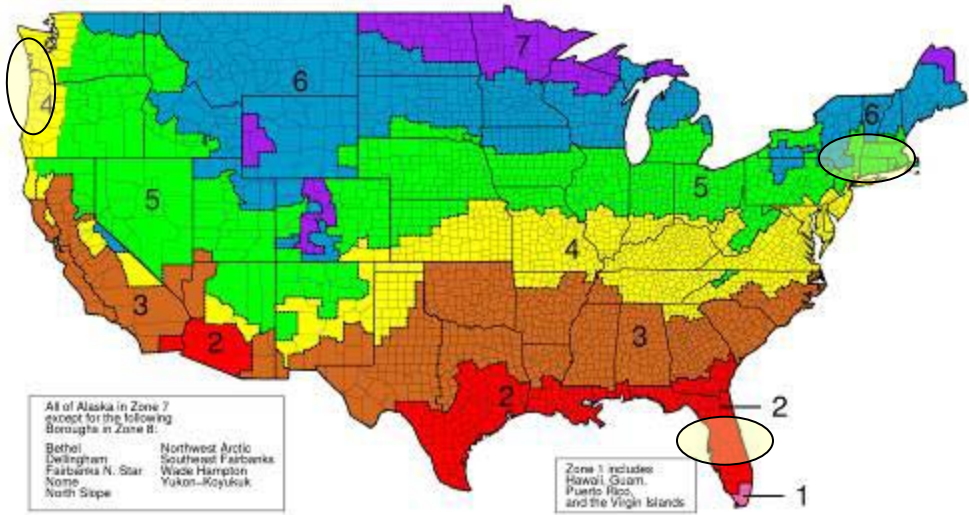 7
6
4
6
5
5
4
3
3
2
2
2
1
All of Alaska in Zone 7
except for the following
Boroughs in Zone 8:
Bethel Northwest Arctic
Dellingham Southeast Fairbanks
Fairbanks N. Star Wade Hampton
Nome Yukon-Koyukuk
North Slope
Zone 1 includes
Hawaii, Guam,
Puerto Rico,
and the Virgin Islands